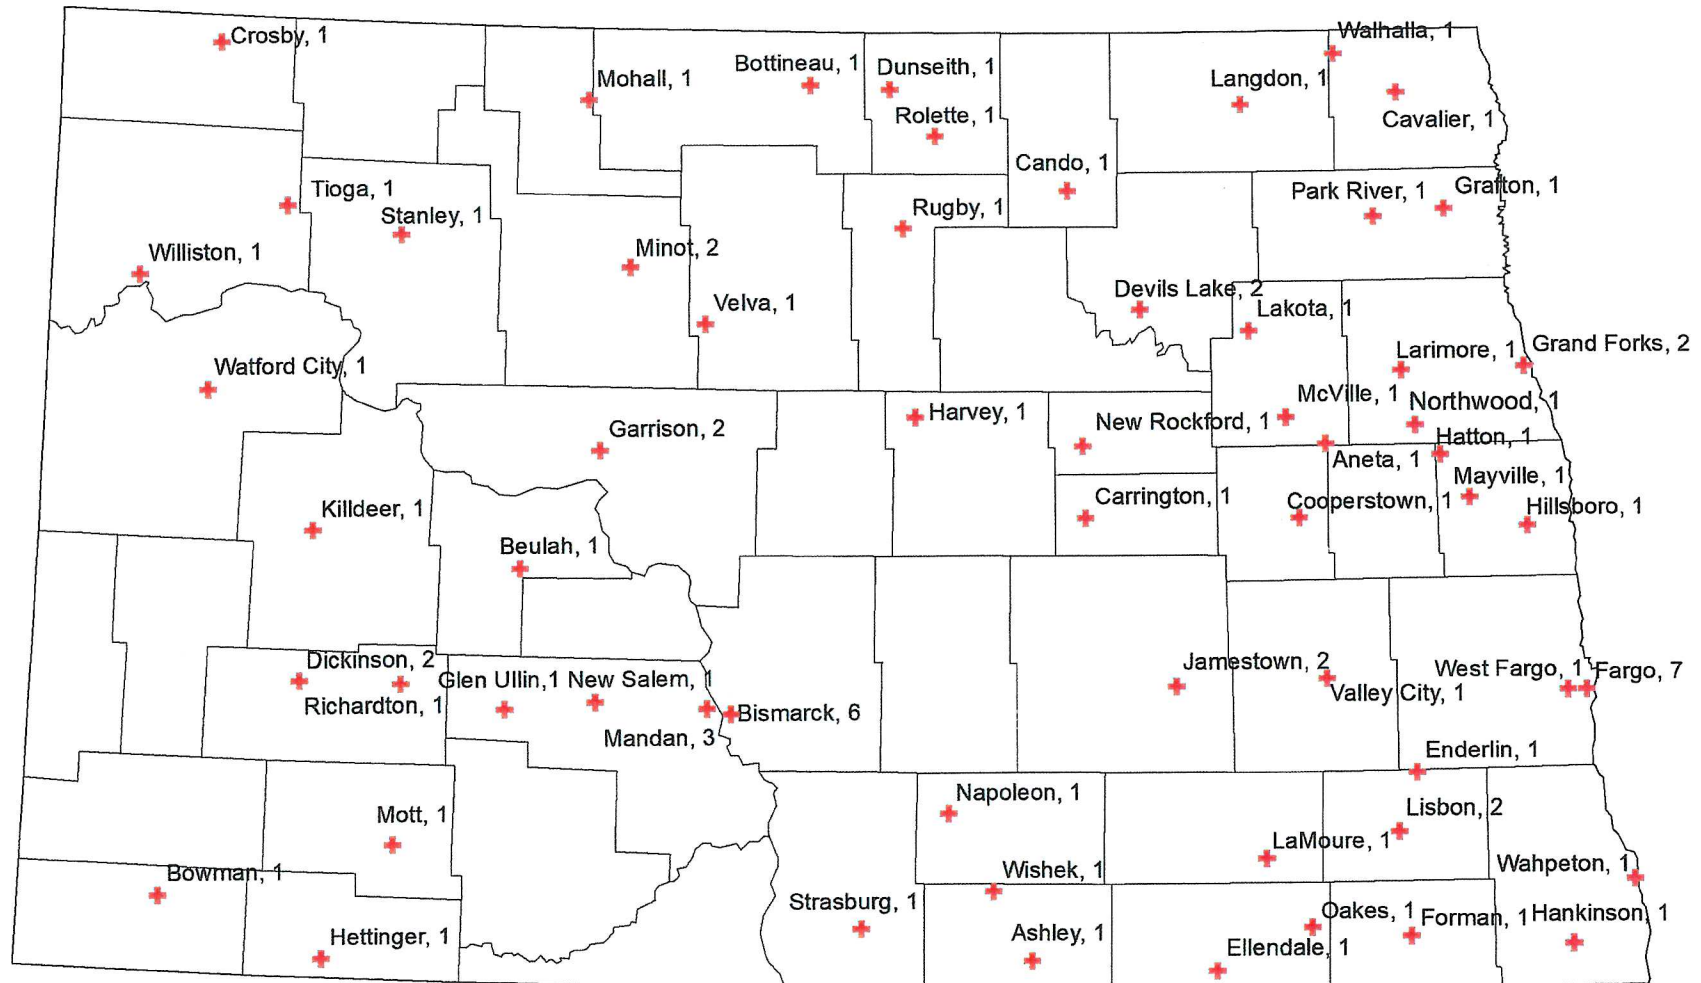 Crosby, 1
Walhalla, 1
Mohall, 1
Bottineau, 1
Dunseith, 1
Langdon, 1
Rolette, 1
Cavalier, 1
Cando, 1
Tioga, 1
Stanley, 1
Rugby, 1
Park River, 1
Grafton, 1
Williston, 1
Minot, 2
Velva, 1
Devils Lake, 2
Lakota, 1
Watford City, 1
Larimore, 1
Grand Forks, 2
McVille, 1
Northwood, 1
Garrison, 2
Harvey, 1
New Rockford, 1
Hatton, 1
Aneta, 1
Mayville, 1
Killdeer, 1
Carrington, 1
Cooperstown, 1
Hillsboro, 1
Beulah, 1
Dickinson, 2
Glen Ullin,1
New Salem, 1
Jamestown, 2
West Fargo, 1
Fargo, 7
Richardton, 1
Bismarck, 6
Valley City, 1
Mandan, 3
Enderlin, 1
Napoleon, 1
Lisbon, 2
Mott, 1
LaMoure, 1
Wahpeton, 1
Bowman, 1
Wishek, 1
Strasburg, 1
Oakes, 1
Forman, 1
Hankinson, 1
Hettinger, 1
Ashley, 1
Ellendale, 1